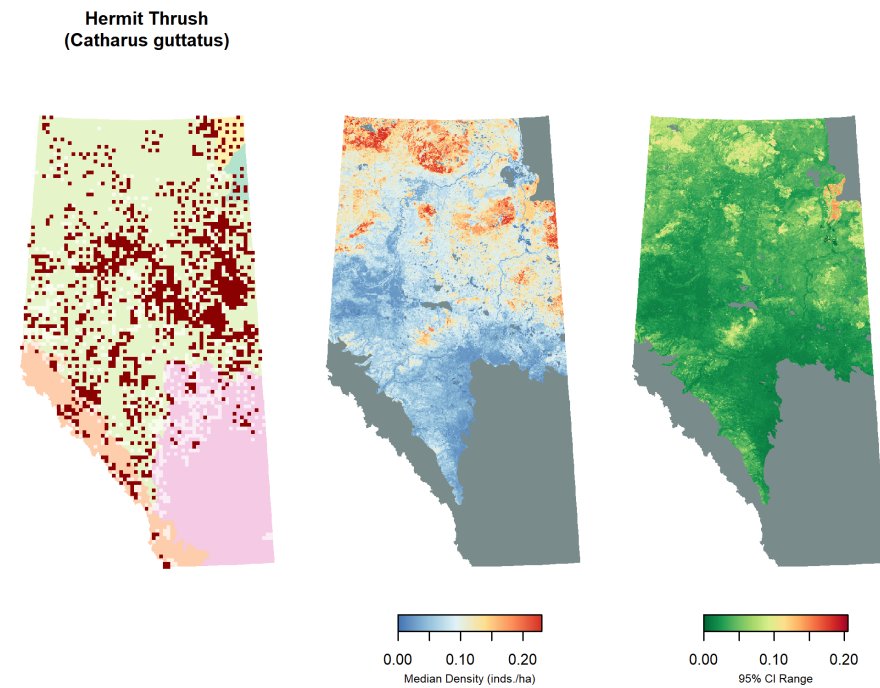 Hermit Thrush
(Catharus guttatus)
0.00 0.10 0.20
Median Density (inds./ha)
0.00 0.10 0.20
95% CI Range